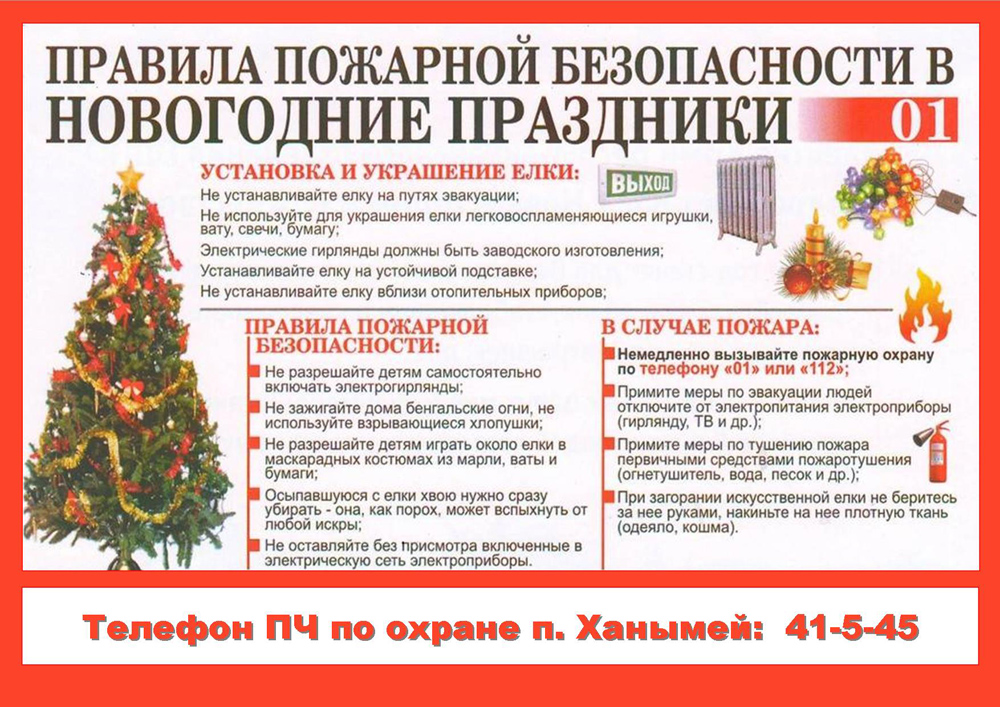 ПРАВИЛА ПОЖАРНОЙ БЕЗОПАСНОСТИ В
НОВОГОДНИЕ ПРАЗДНИКИ 01
УСТАНОВКА И УКРАШЕНИЕ ЕЛКИ:
ВЫХОД
Не устанавливайте елку на путях эвакуации;
Не используйте для украшения елки легковоспламеняющиеся игрушки,
вату, свечи, бумагу;
Электрические гирлянды должны быть заводского изготовления;
Устанавливайте елку на устойчивой подставке;
Не устанавливайте елку вблизи отопительных приборов;
ПРАВИЛА ПОЖАРНОЙ
БЕЗОПАСНОСТИ:
Не разрешайте детям самостоятельно
включать электрогирлянды;
Не зажигайте дома бенгальские огни, не
используйте взрывающиеся хлопушки;
Не разрешайте детям играть около елки в
маскарадных костюмах из марли, ваты и
бумаги;
Осыпавшуюся с елки хвою нужно сразу
убирать - она, как порох, может вспыхнуть от
любой искры;
Не оставляйте без присмотра включенные в
электрическую сеть электроприборы.
В СЛУЧАЕ ПОЖАРА:
Немедленно вызывайте пожарную охрану
по телефону «01» или «112»;
Примите меры по эвакуации людей
отключите от электропитания электроприборы
(гирлянду, ТВ и др.);
Примите меры по тушению пожара
первичными средствами пожаротушения
(огнетушитель, вода, песок и др.);
При загорании искусственной елки не беритесь
за нее руками, накиньте на нее плотную ткань
(одеяло, кошма).
Телефон ПЧ по охране п. Ханымей: 41-5-45